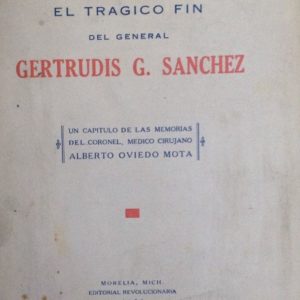 EL TRAGICO FIN
DEL GENERAL
GERTRUDIS G. SANCHEZ
UN CAPITULO DE LAS MEMORIAS
DEL CORONEL, MEDICO CIRUJANO
ALBERTO OVIEDO MOTA
MORELIA, MICH.
EDITORIAL REVOLUCIONARIA